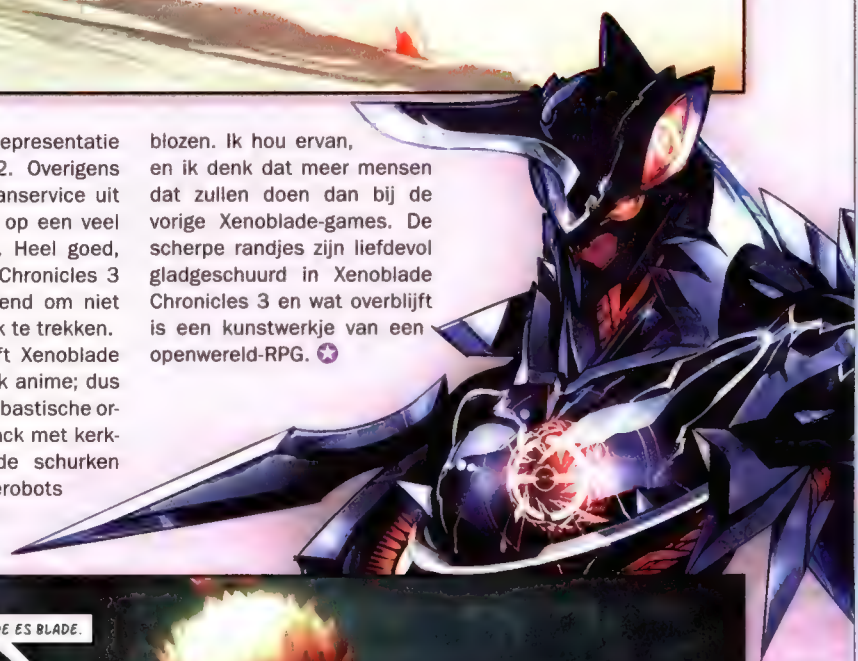 epresentatie
2. Overigens
anservice uit
op een veel
. Heel goed,
Chronicles 3
end om niet
k te trekken.
ft Xenoblade
k anime; dus
bastische or-
ack met kerk-
de schurken
erobots
blozen. Ik hou ervan,
en ik denk dat meer mensen
dat zullen doen dan bij de
vorige Xenoblade-games. De
scherpe randjes zijn liefdevol
gladgeschuurd in Xenoblade
Chronicles 3 en wat overblijft
is een kunstwerkje van een
openwereld-RPG.
E ES BLADE.